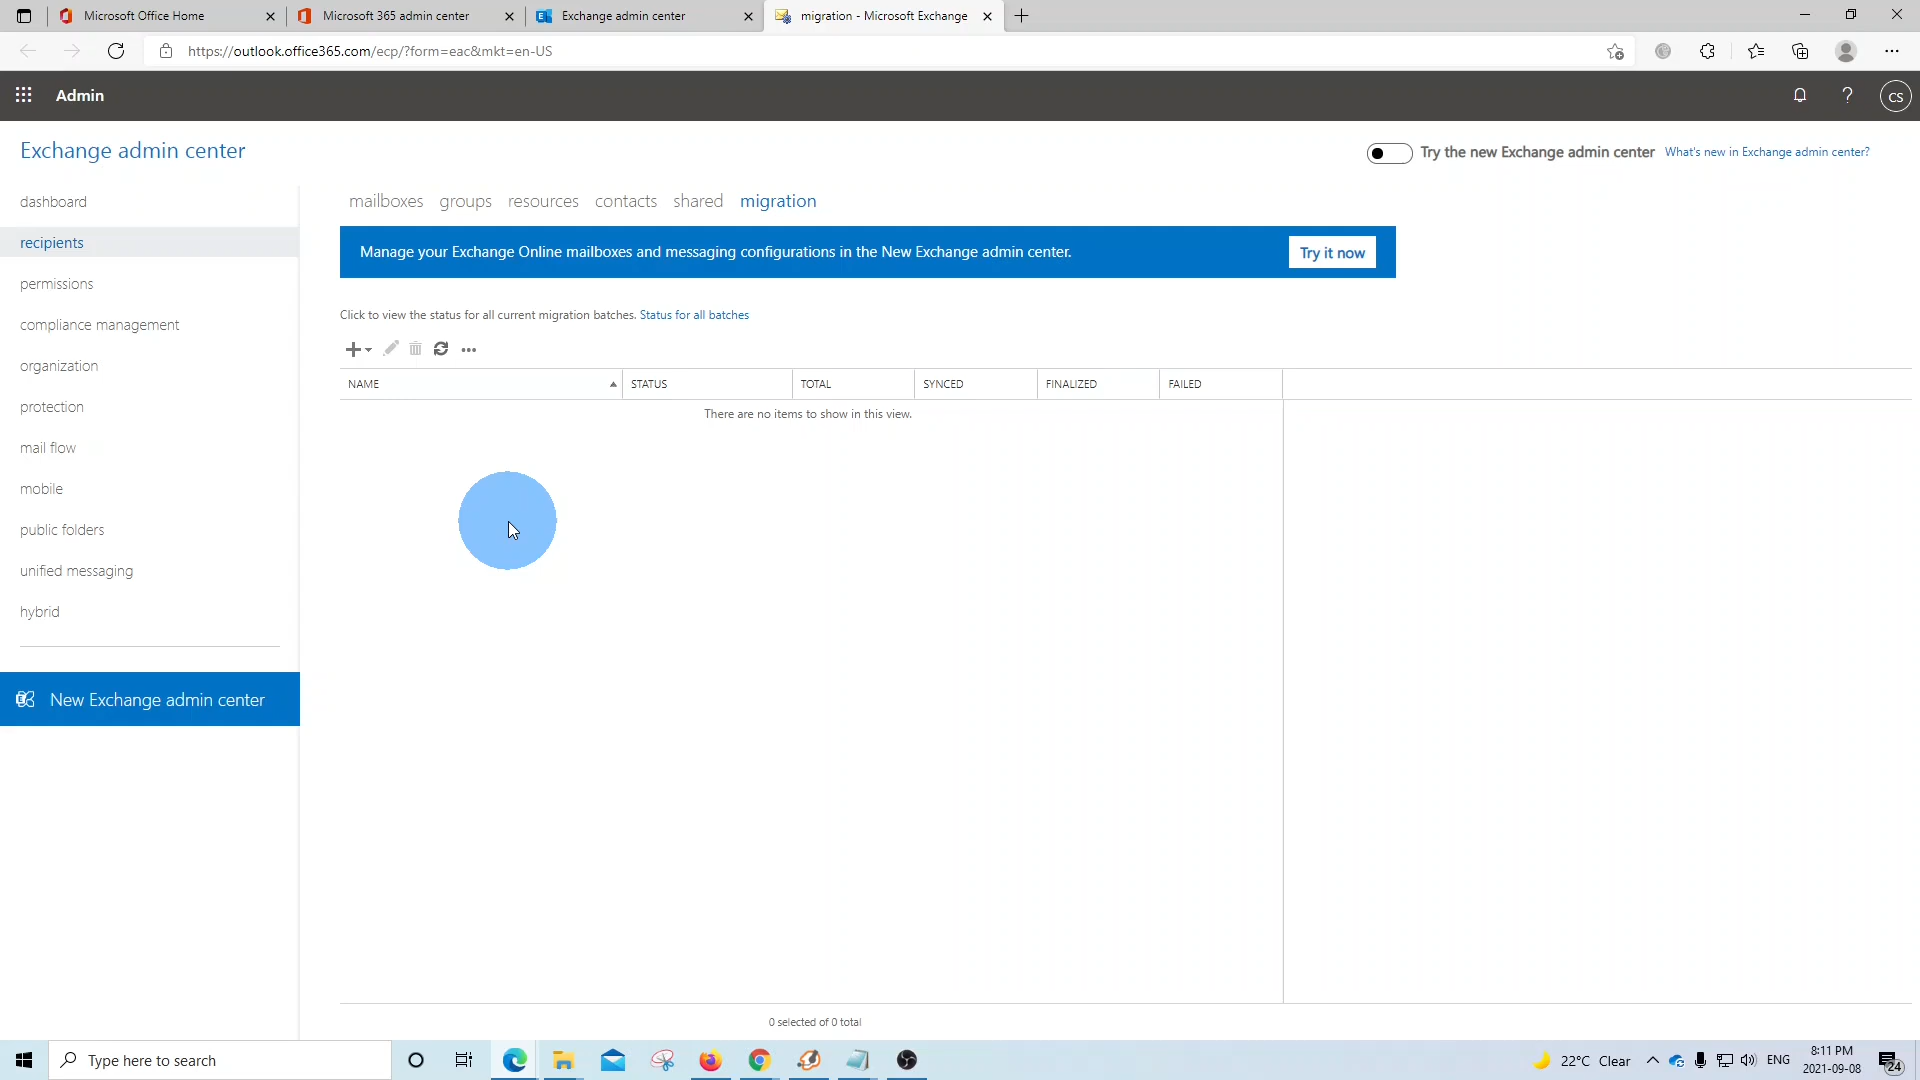 Microsoft Office Home
Microsoft 365 admin center
Exchange admin center
migration - Microsoft Exchange
https://outlook.office365.com/ecp/?form=eac&mkt=en-US
Admin
? CS
Exchange admin center
Try the new Exchange admin center What's new in Exchange admin center?
dashboard
recipients
permissions
compliance management
organization
protection
mail flow
mobile
public folders
unified messaging
hybrid
New Exchange admin center
mailboxes groups resources contacts shared migration
Manage your Exchange Online mailboxes and messaging configurations in the New Exchange admin center.
Try it now
Click to view the status for all current migration batches. Status for all batches
NAME STATUS TOTAL SYNCED FINALIZED FAILED
There are no items to show in this view.
0 selected of 0 total
Type here to search
22°C Clear
ENG
8:11 PM
2021-09-08
24